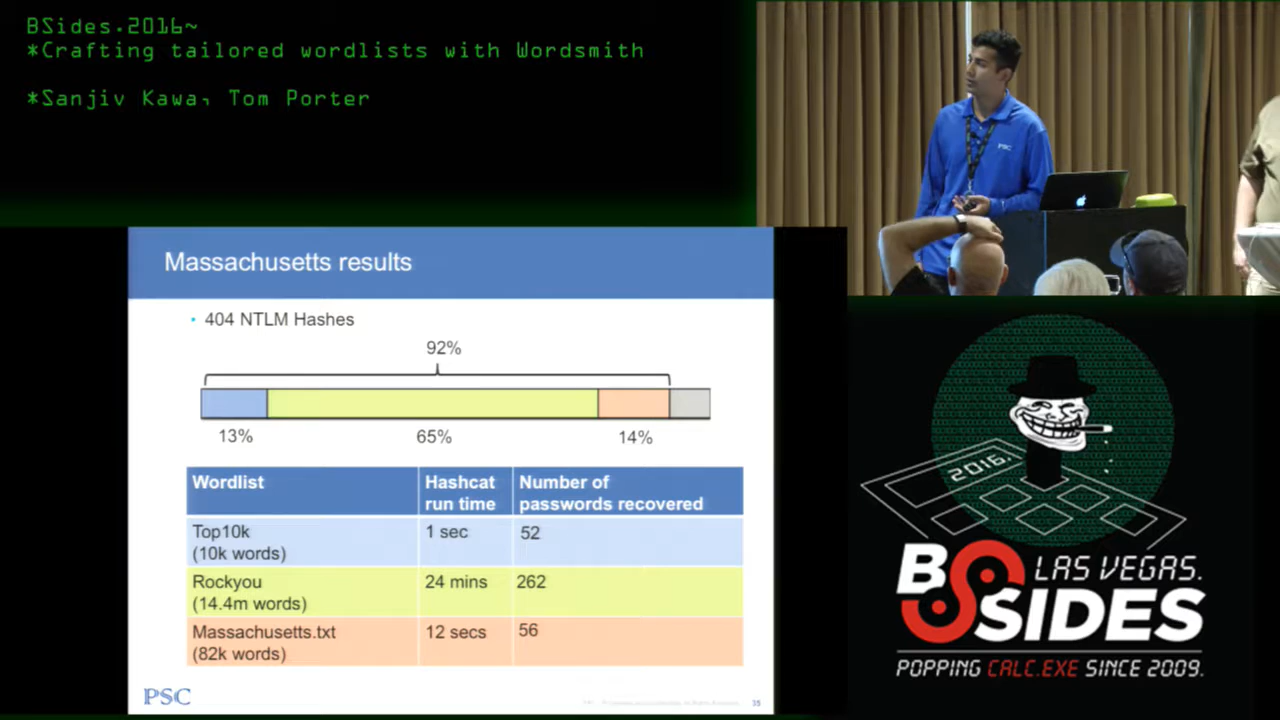 BSides.2016~
*Crafting tailored wordlists with Wordsmith
*Sanjiv Kawa, Tom Porter
PSC
Massachusetts results
• 404 NTLM Hashes
92%
13% 65% 14%
Wordlist Hashcat run time Number of passwords recovered
Top10k (10k words) 1 sec 52
Rockyou (14.4m words) 24 mins 262
Massachusetts.txt (82k words) 12 secs 56
PSC
35
2016.
BSIDES LAS VEGAS.
POPPING CALC.EXE SINCE 2009.